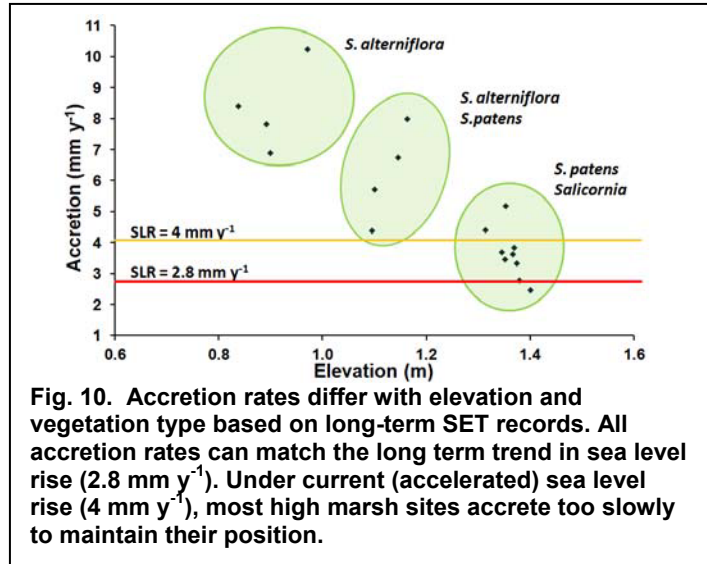 11
10
9
8
7
6
5
4
3
2
1
Accretion (mm y⁻¹)
S. alterniflora
S. alterniflora
S.patens
S. patens
Salicornia
SLR = 4 mm y⁻¹
SLR = 2.8 mm y⁻¹
0.6 0.8 1.0 1.2 1.4 1.6
Elevation (m)
Fig. 10. Accretion rates differ with elevation and
vegetation type based on long-term SET records. All
accretion rates can match the long term trend in sea level
rise (2.8 mm y⁻¹). Under current (accelerated) sea level
rise (4 mm y⁻¹), most high marsh sites accrete too slowly
to maintain their position.